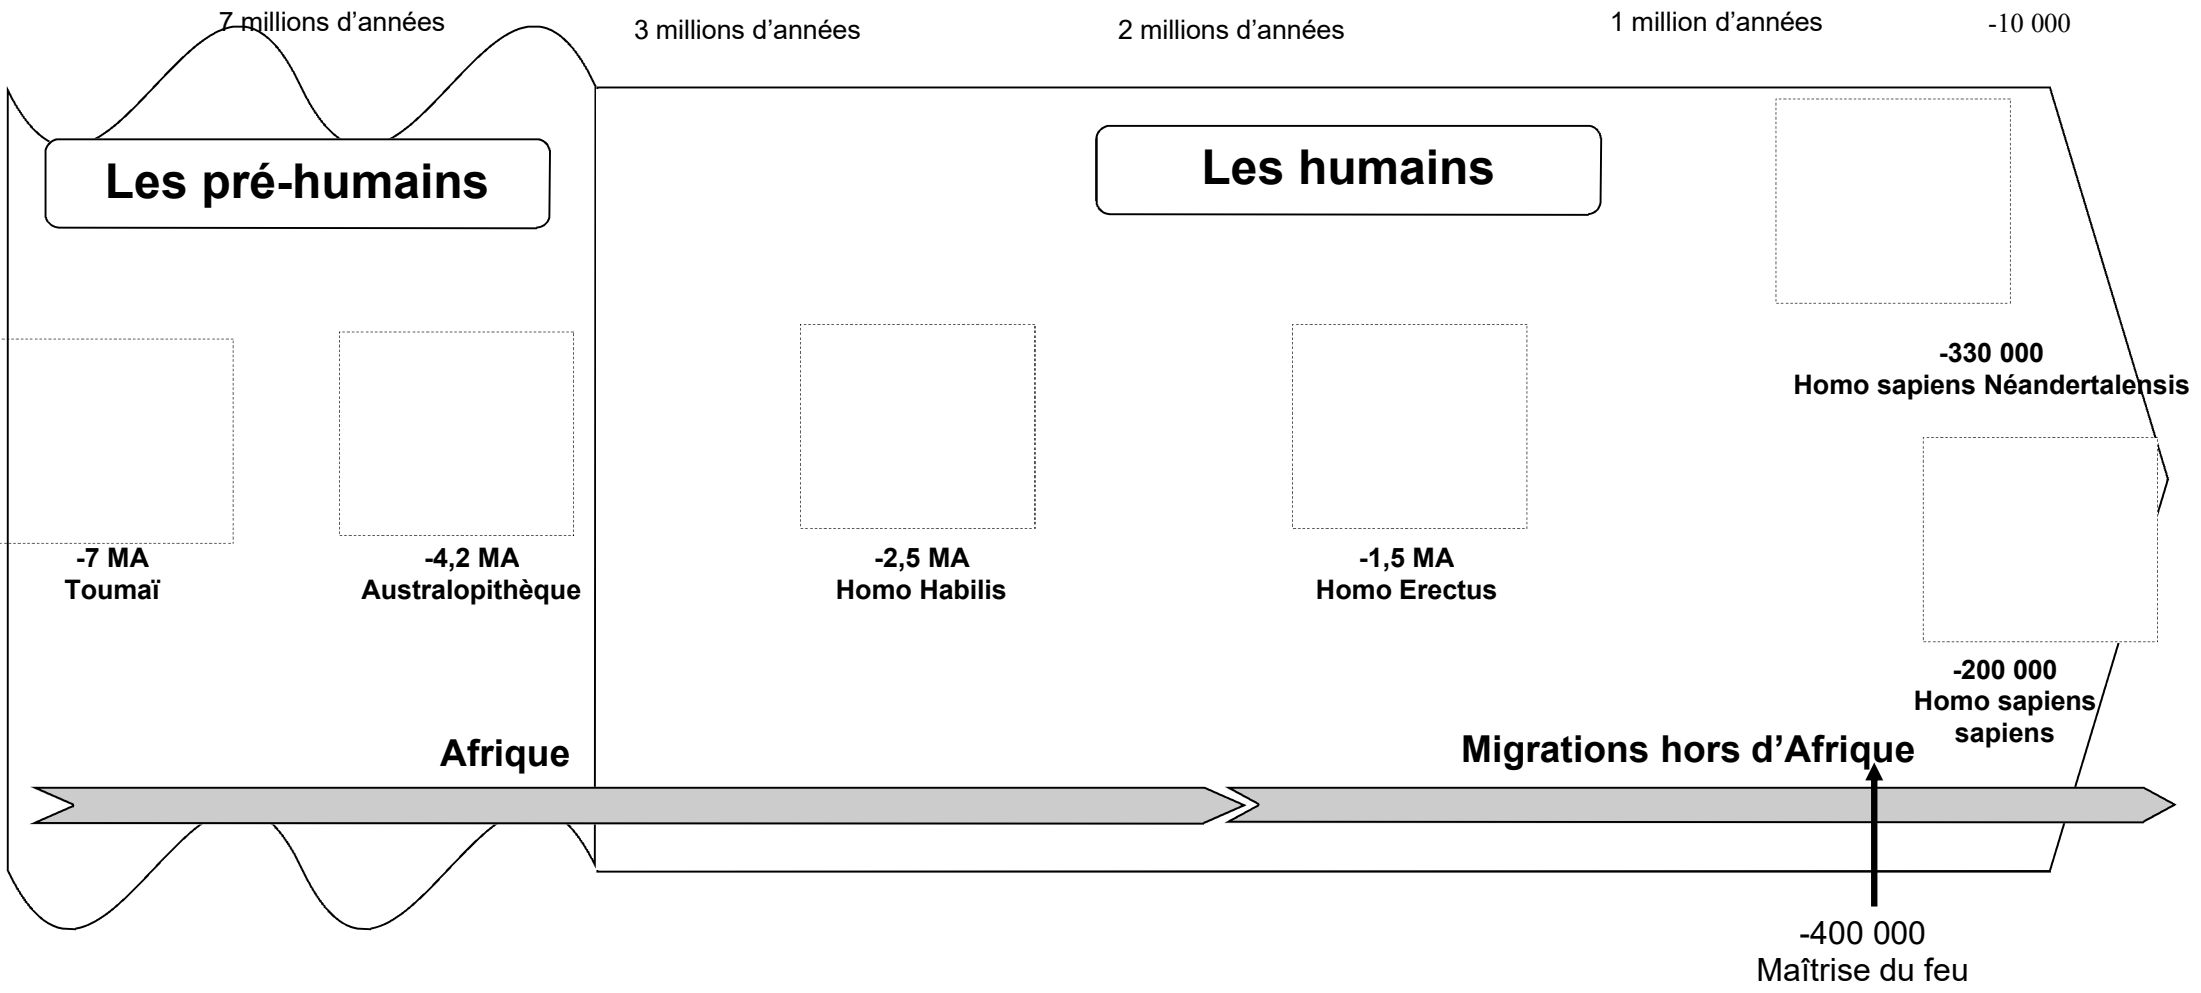 7 millions d’années
3 millions d’années
2 millions d’années
1 million d’années
-10 000
Les pré-humains
Les humains
-330 000
Homo sapiens Néandertalensis
-7 MA
Toumaï
-4,2 MA
Australopithèque
-2,5 MA
Homo Habilis
-1,5 MA
Homo Erectus
-200 000
Homo sapiens
sapiens
Afrique
Migrations hors d’Afrique
-400 000
Maîtrise du feu